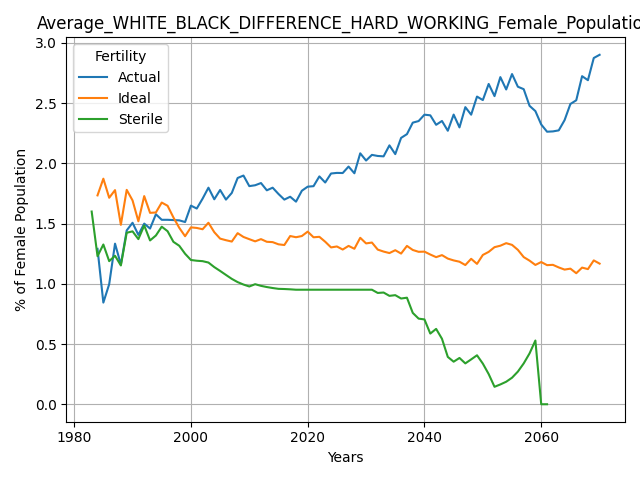 Average_WHITE_BLACK_DIFFERENCE_HARD_WORKING_Female_Populatio
Fertility
Actual
Ideal
Sterile
% of Female Population
3.0
2.5
2.0
1.5
1.0
0.5
0.0
1980 2000 2020 2040 2060
Years